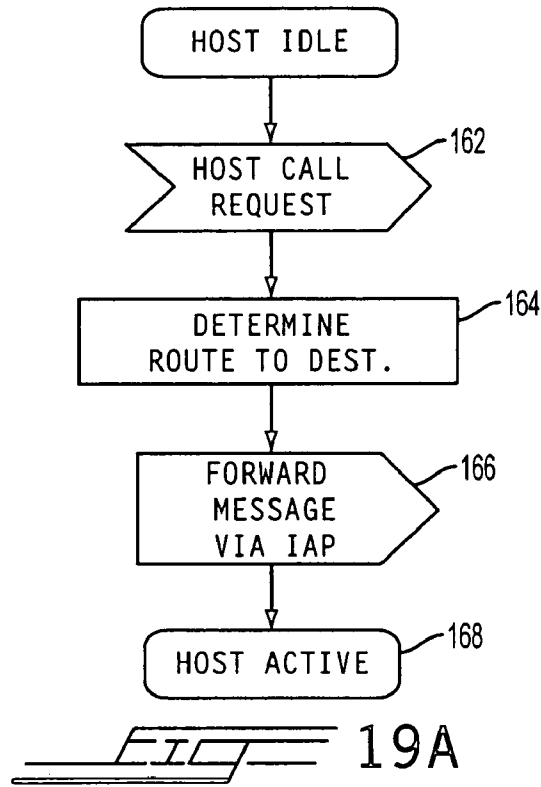 HOST IDLE
HOST CALL
REQUEST
162
DETERMINE
ROUTE TO DEST.
164
FORWARD
MESSAGE
VIA IAP
166
HOST ACTIVE
168
FIG 19A